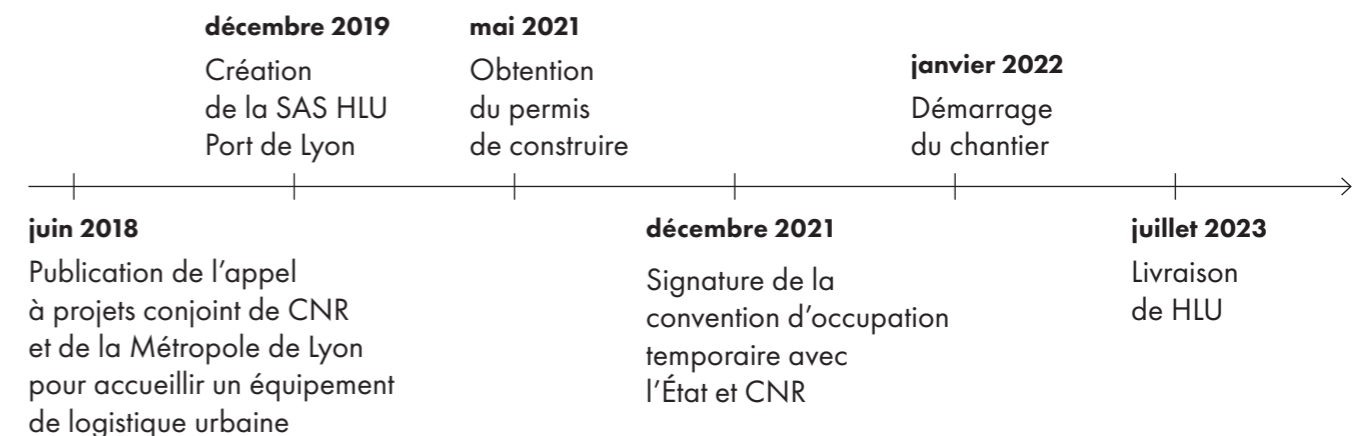 décembre 2019
Création
de la SAS HLU
Port de Lyon
mai 2021
Obtention
du permis
de construire
janvier 2022
Démarrage
du chantier
juin 2018
Publication de l’appel
à projets conjoint de CNR
et de la Métropole de Lyon
pour accueillir un équipement
de logistique urbaine
décembre 2021
Signature de la
convention d’occupation
temporaire avec
l’État et CNR
juillet 2023
Livraison
de HLU